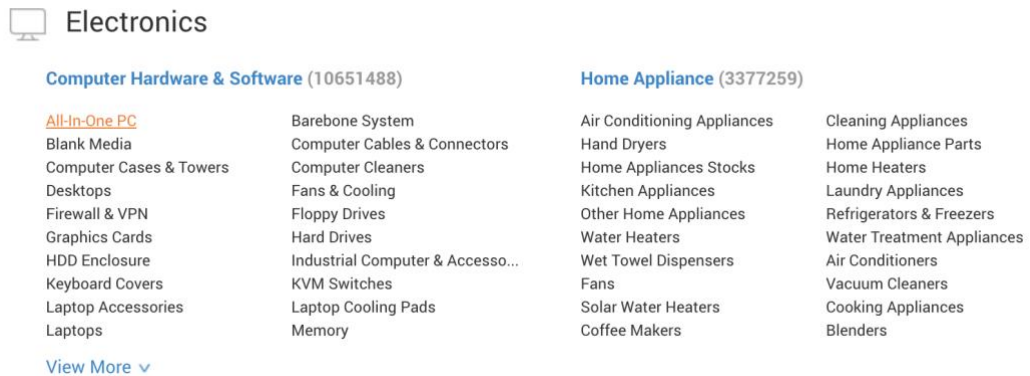 Electronics
Computer Hardware & Software (10651488)
All-In-One PC
Blank Media
Computer Cases & Towers
Desktops
Firewall & VPN
Graphics Cards
HDD Enclosure
Keyboard Covers
Laptop Accessories
Laptops
Barebone System
Computer Cables & Connectors
Computer Cleaners
Fans & Cooling
Floppy Drives
Hard Drives
Industrial Computer & Accesso...
KVM Switches
Laptop Cooling Pads
Memory
View More
Home Appliance (3377259)
Air Conditioning Appliances
Hand Dryers
Home Appliances Stocks
Kitchen Appliances
Other Home Appliances
Water Heaters
Wet Towel Dispensers
Fans
Solar Water Heaters
Coffee Makers
Cleaning Appliances
Home Appliance Parts
Home Heaters
Laundry Appliances
Refrigerators & Freezers
Water Treatment Appliances
Air Conditioners
Vacuum Cleaners
Cooking Appliances
Blenders